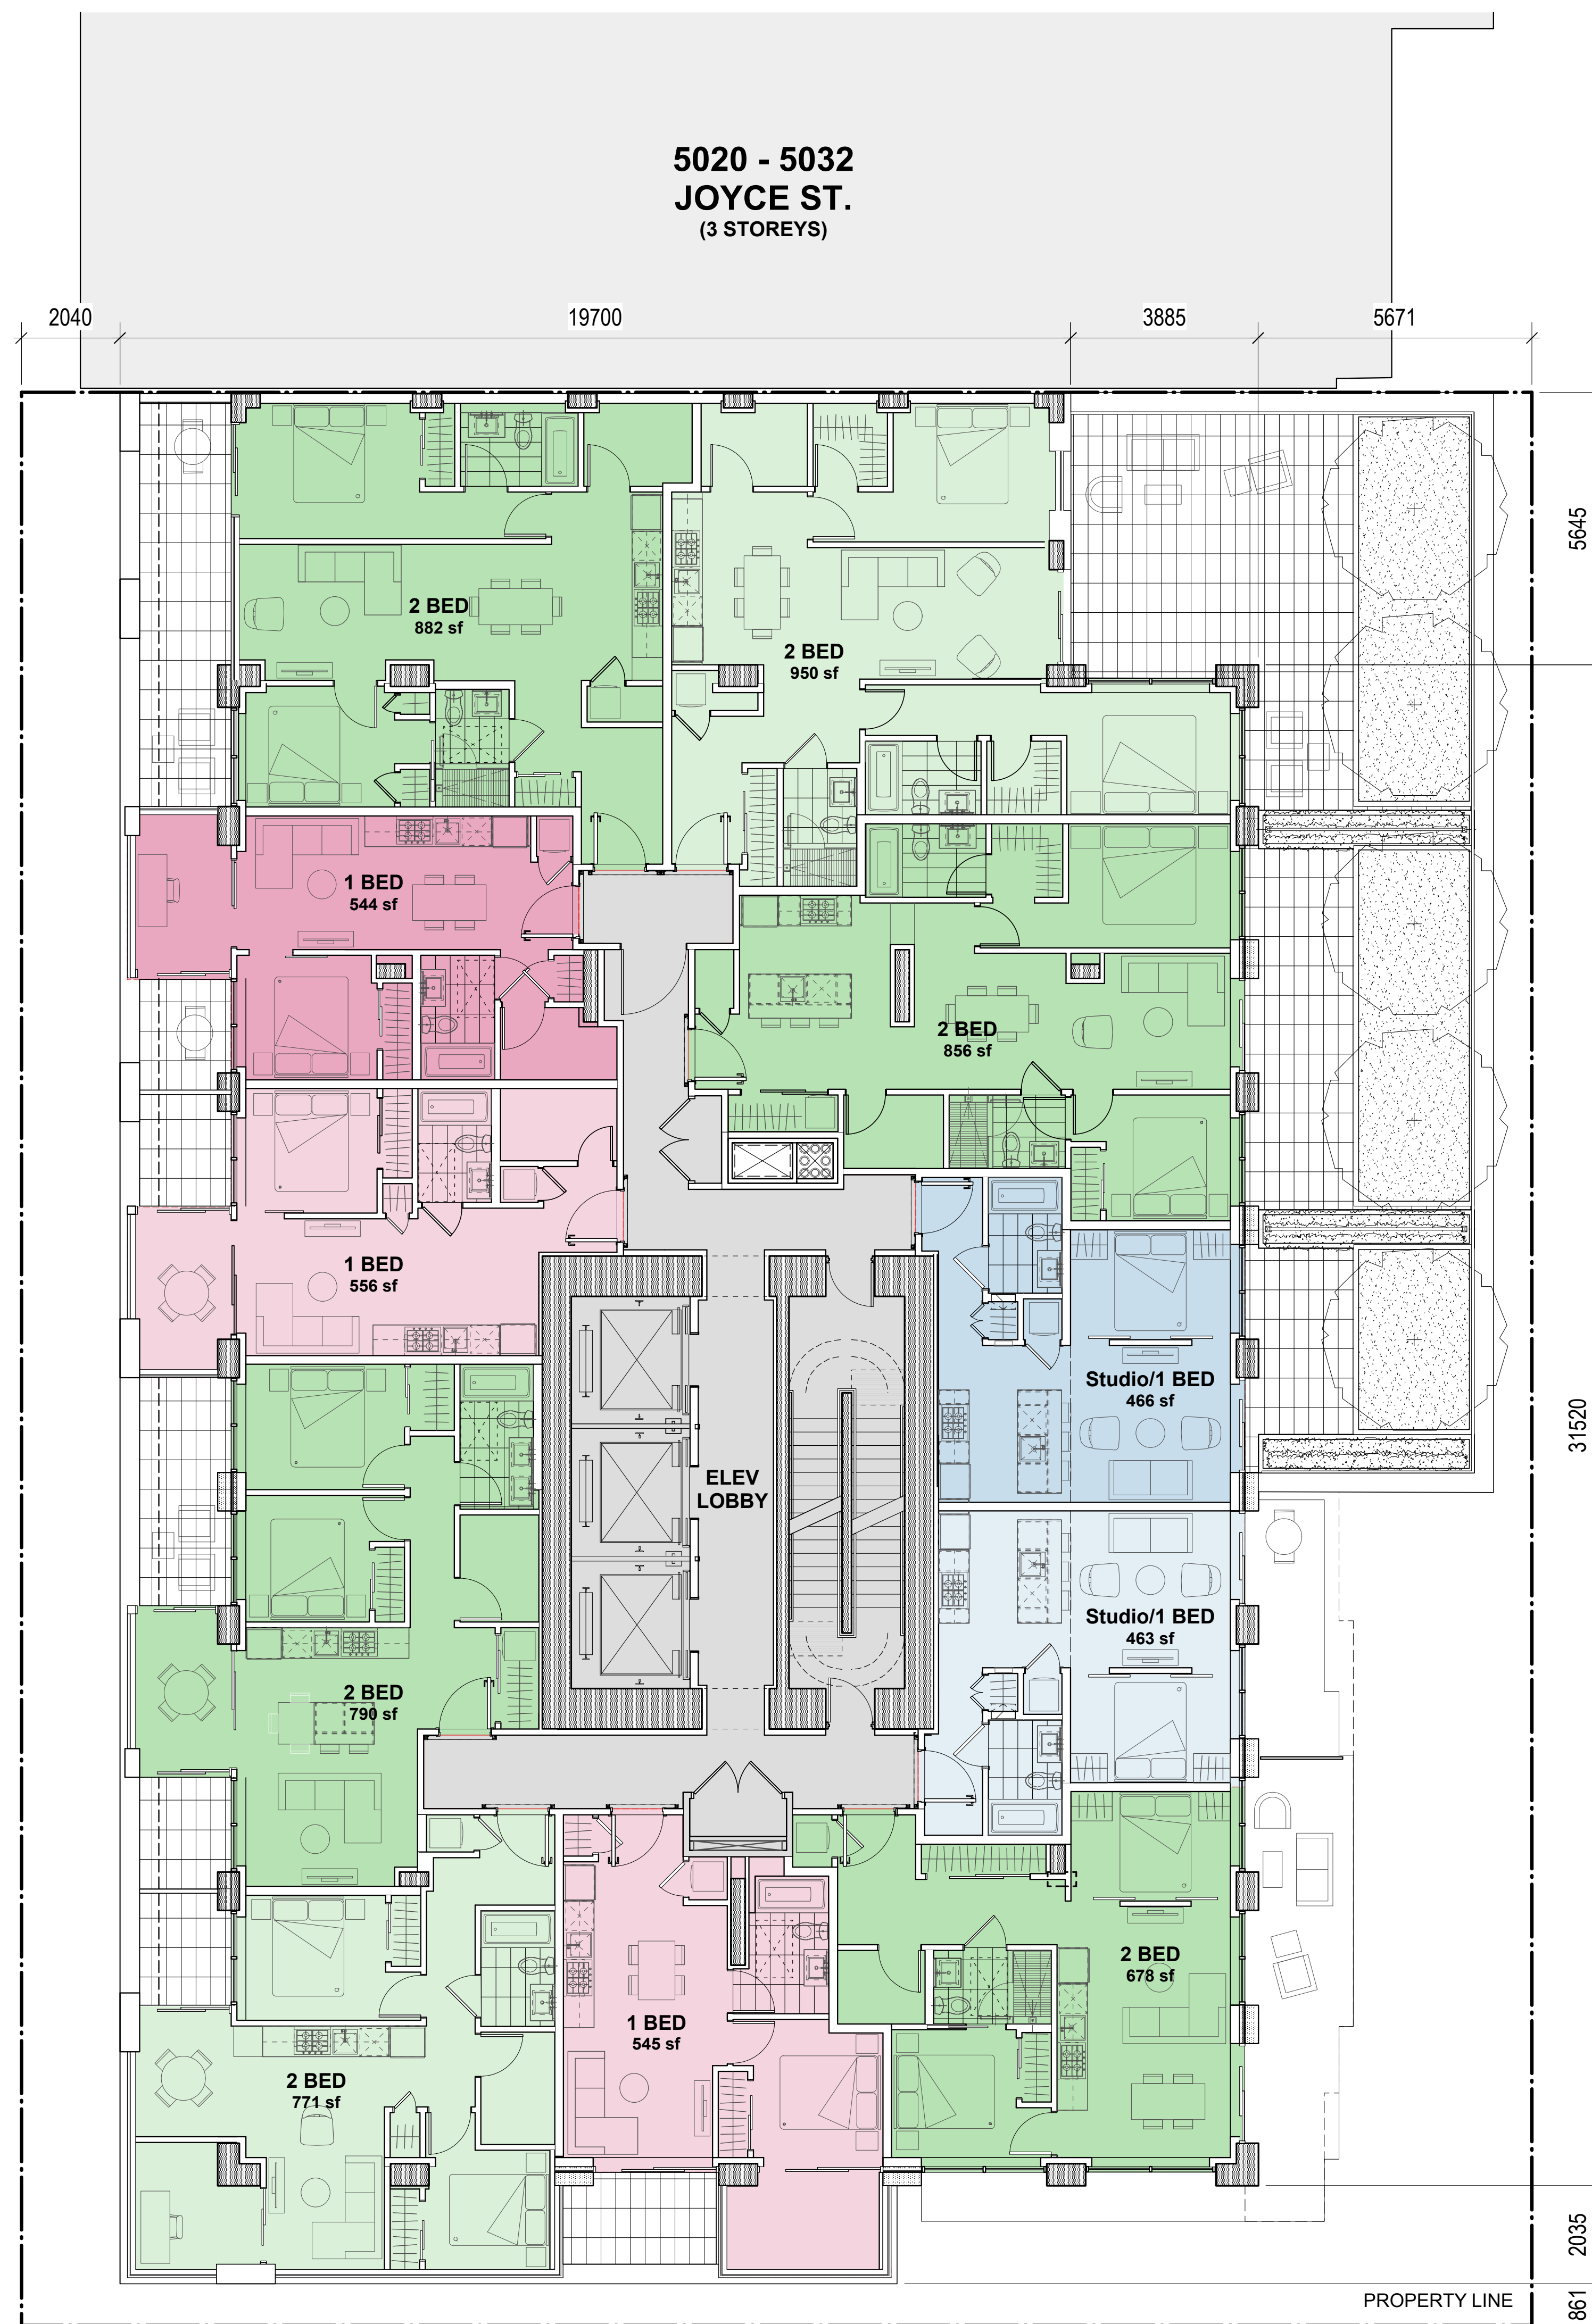 5020 - 5032
JOYCE ST.
(3 STOREYS)
2040
19700
3885
5671
5645
2 BED
882 sf
2 BED
950 sf
1 BED
544 sf
2 BED
856 sf
1 BED
556 sf
Studio/1 BED
466 sf
31520
ELEV
LOBBY
Studio/1 BED
463 sf
2 BED
790 sf
2 BED
678 sf
1 BED
545 sf
2 BED
771 sf
2035
PROPERTY LINE
861